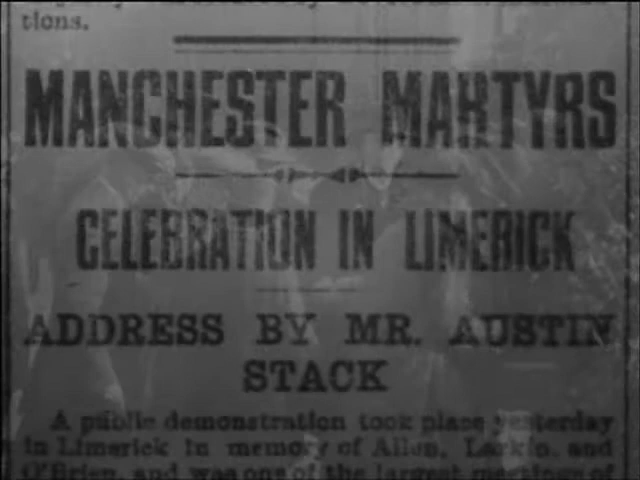 tions.
MANCHESTER MARTYRS
CELEBRATION IN LIMERICK
ADDRESS BY MR. AUSTIN
STACK
A public demonstration took place yesterday
in Limerick in memory of Allen, Larkin, and
O'Brien, and was one of the largest meetings of